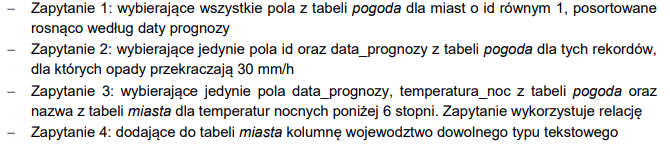 – Zapytanie 1: wybierające wszystkie pola z tabeli pogoda dla miast o id równym 1, posortowane
rosnąco według daty prognozy
– Zapytanie 2: wybierające jedynie pola id oraz data_prognozy z tabeli pogoda dla tych rekordów,
dla których opady przekraczają 30 mm/h
– Zapytanie 3: wybierające jedynie pola data_prognozy, temperatura_noc z tabeli pogoda oraz
nazwa z tabeli miasta dla temperatur nocnych poniżej 6 stopni. Zapytanie wykorzystuje relację
– Zapytanie 4: dodające do tabeli miasta kolumnę wojewodztwo dowolnego typu tekstowego